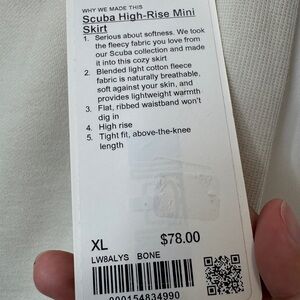 WHY WE MADE THIS
Scuba High-Rise Mini
Skirt
1. Serious about softness. We took
the fleecy fabric you love from
our Scuba collection and made
it into this cozy skirt
2. Blended light cotton fleece
fabric is naturally breathable,
soft against your skin, and
provides lightweight warmth
3. Flat, ribbed waistband won't
dig in
4. High rise
5. Tight fit, above-the-knee
length
XL $78.00
LW8ALYS BONE
000154834990